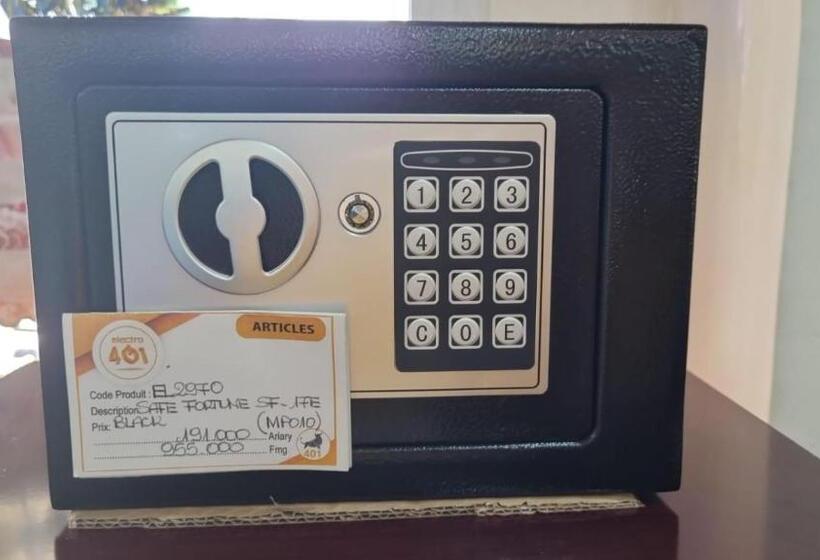 1 2 3
4 5 6
7 8 9
C 0 E
electro
401
ARTICLES
Code Produit : EL2970
Description SAFE FORTUNE SF-17E
Prix: BLACK (MP010)
191.000 Ariary
955.000 Fmg
401